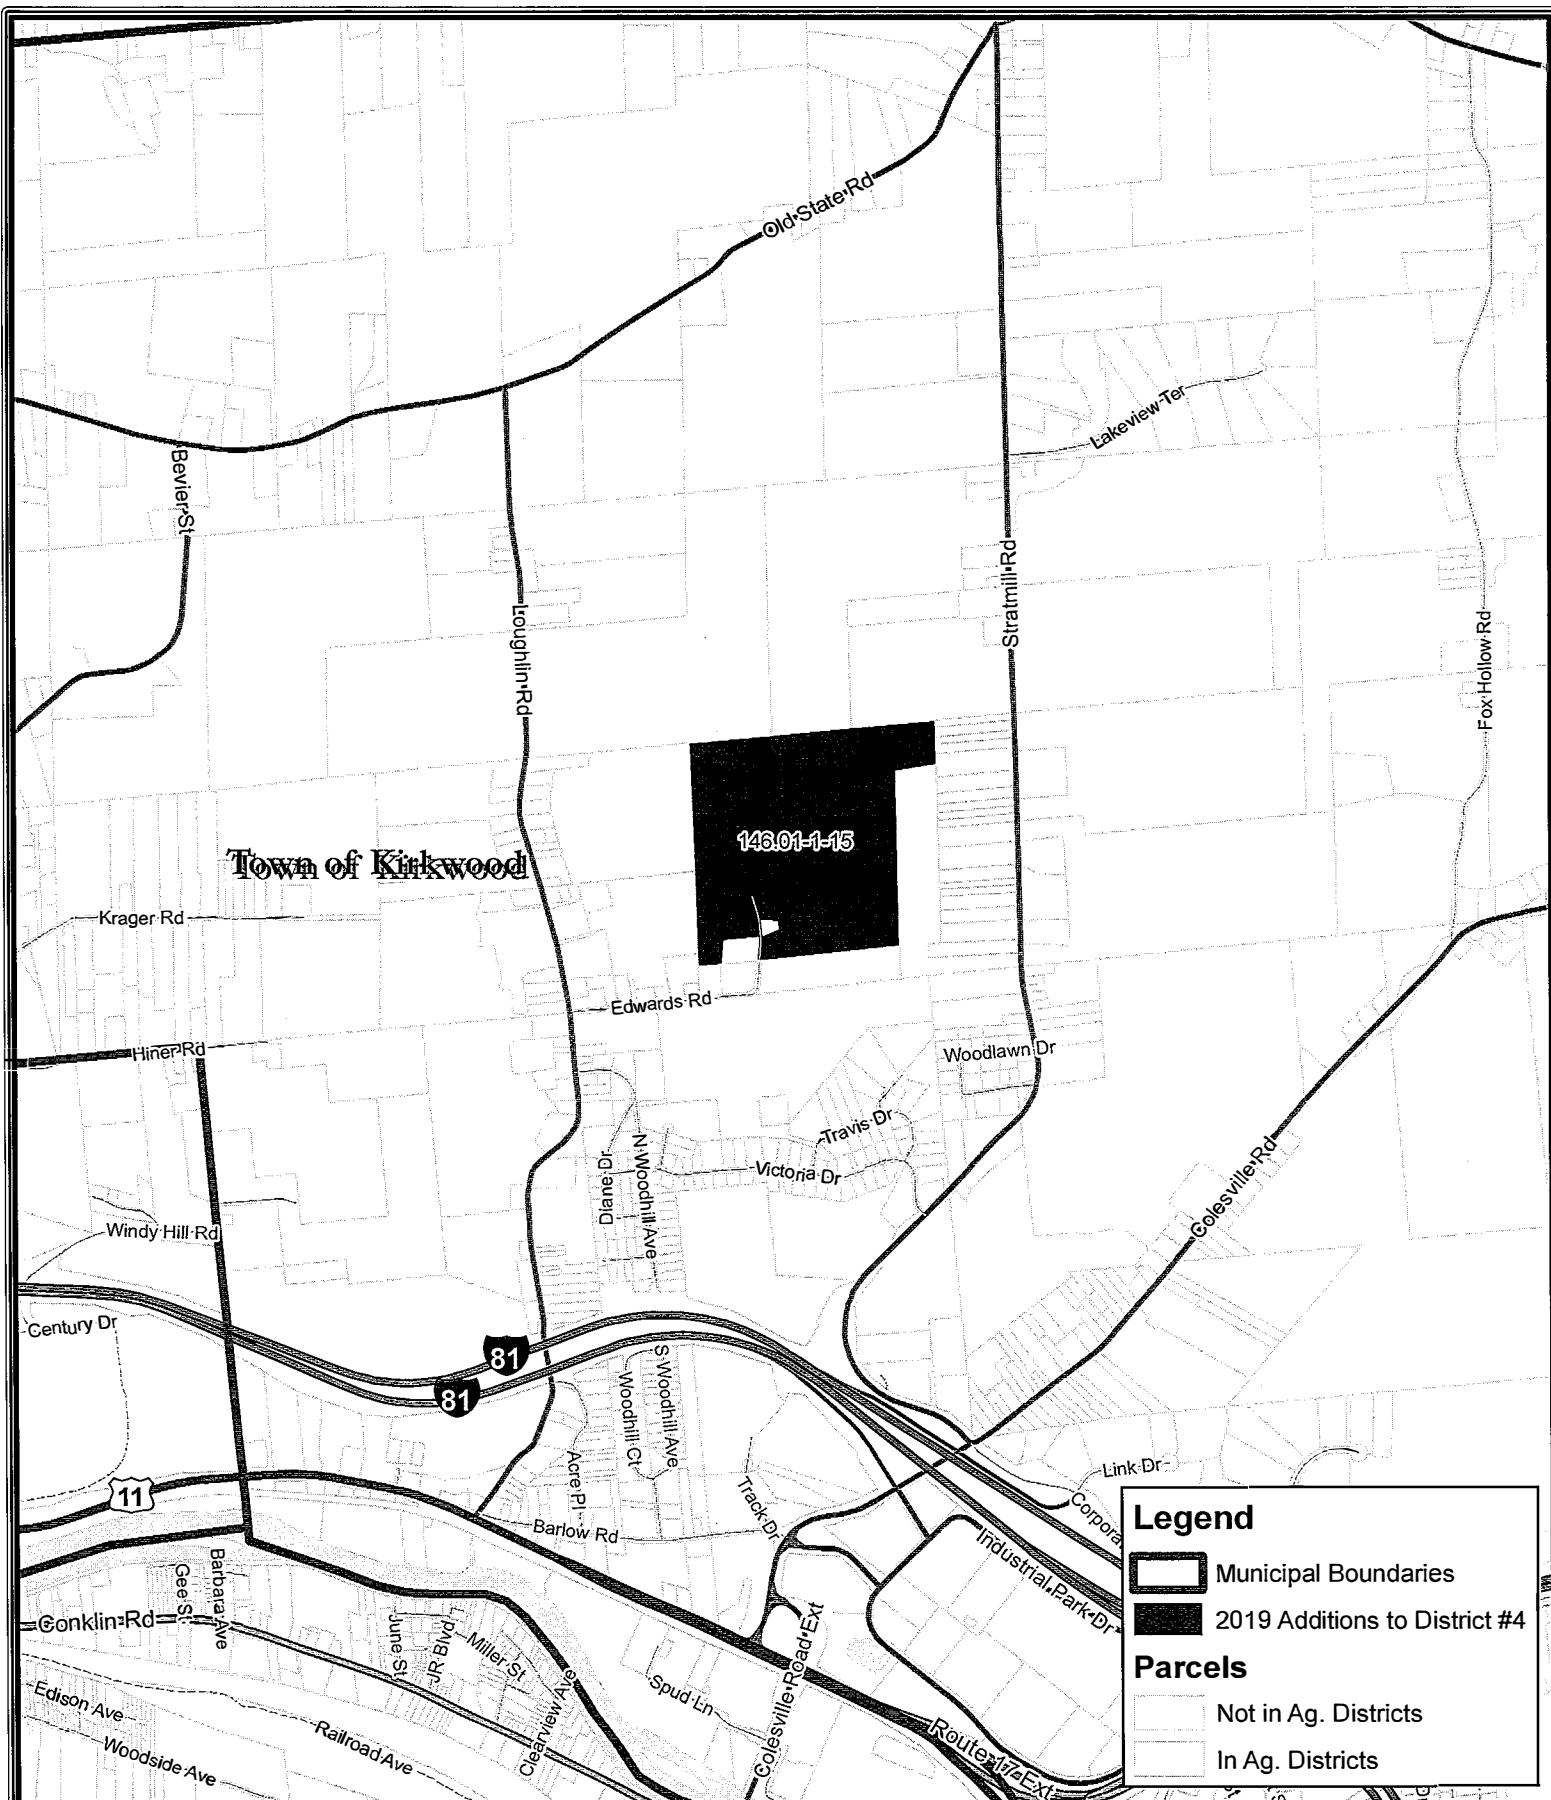 Old State Rd
Lakeview Ter
Bevier St
Stratmill Rd
Loughlin Rd
Fox Hollow Rd
146.01-1-15
Town of Kirkwood
Krager Rd
Edwards Rd
Hiner Rd
Woodlawn Dr
Travis Dr
Victoria Dr
Diane Dr
N Woodhill Ave
Colesville Rd
Windy Hill Rd
Century Dr
81
81
S Woodhill Ave
Woodhill Ct
Acre Pl
Link Dr
11
Track Dr
Barlow Rd
Corpora
Industrial Park Dr
Gee St
Barbara Ave
Conklin Rd
June St
JR Blvd
Miller St
Clearview Ave
Spud Ln
Colesville Road Ext
Edison Ave
Woodside Ave
Railroad Ave
Route 17 Ext
Legend
Municipal Boundaries
2019 Additions to District #4
Parcels
Not in Ag. Districts
In Ag. Districts